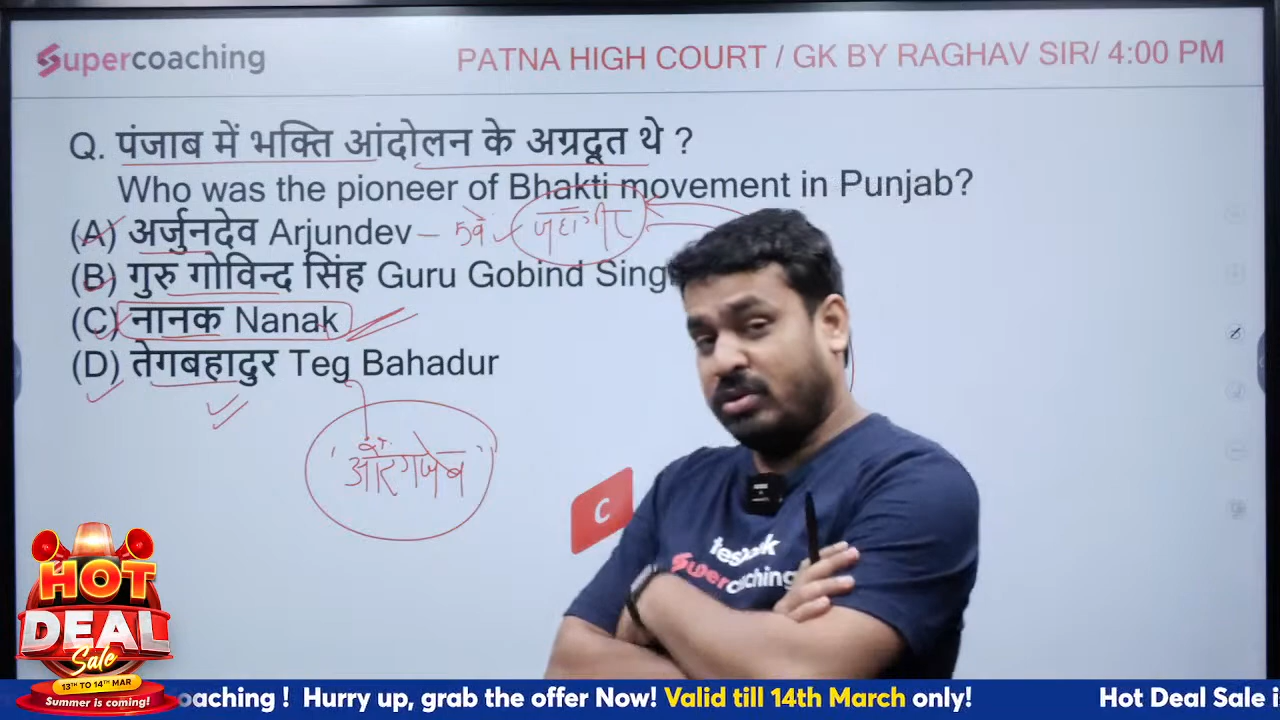 Supercoaching
PATNA HIGH COURT / GK BY RAGHAV SIR/ 4:00 PM
Q. पंजाब में भक्ति आंदोलन के अग्रदूत थे ?
Who was the pioneer of Bhakti movement in Punjab?
(A) अर्जुनदेव Arjundev – 5वें जहाँगीर
(B) गुरु गोविन्द सिंह Guru Gobind Sing
(C) नानक Nanak
(D) तेगबहादुर Teg Bahadur
'औरंगजेब'
C
testbook
Supercoaching
HOT
DEAL
Sale
13TH TO 14TH MAR
Summer is coming!
oaching ! Hurry up, grab the offer Now! Valid till 14th March only! Hot Deal Sale i